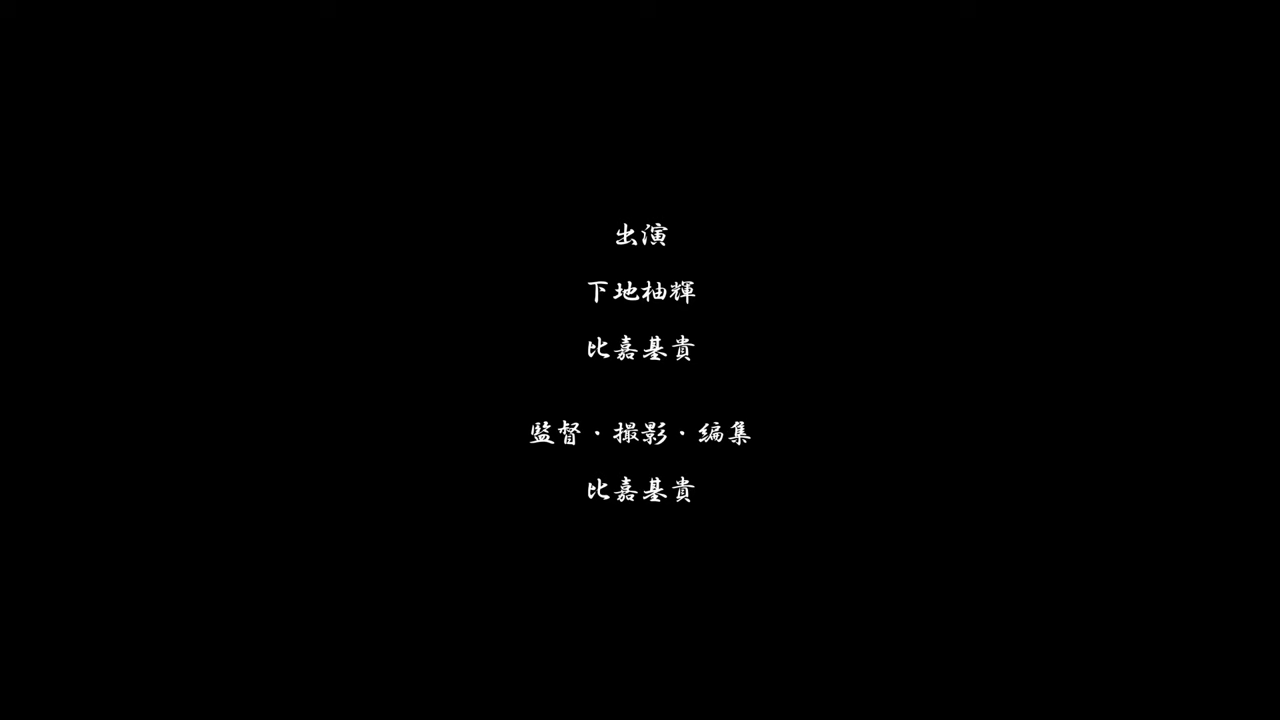 出演
下地柚輝
比嘉基貴
監督・撮影・編集
比嘉基貴